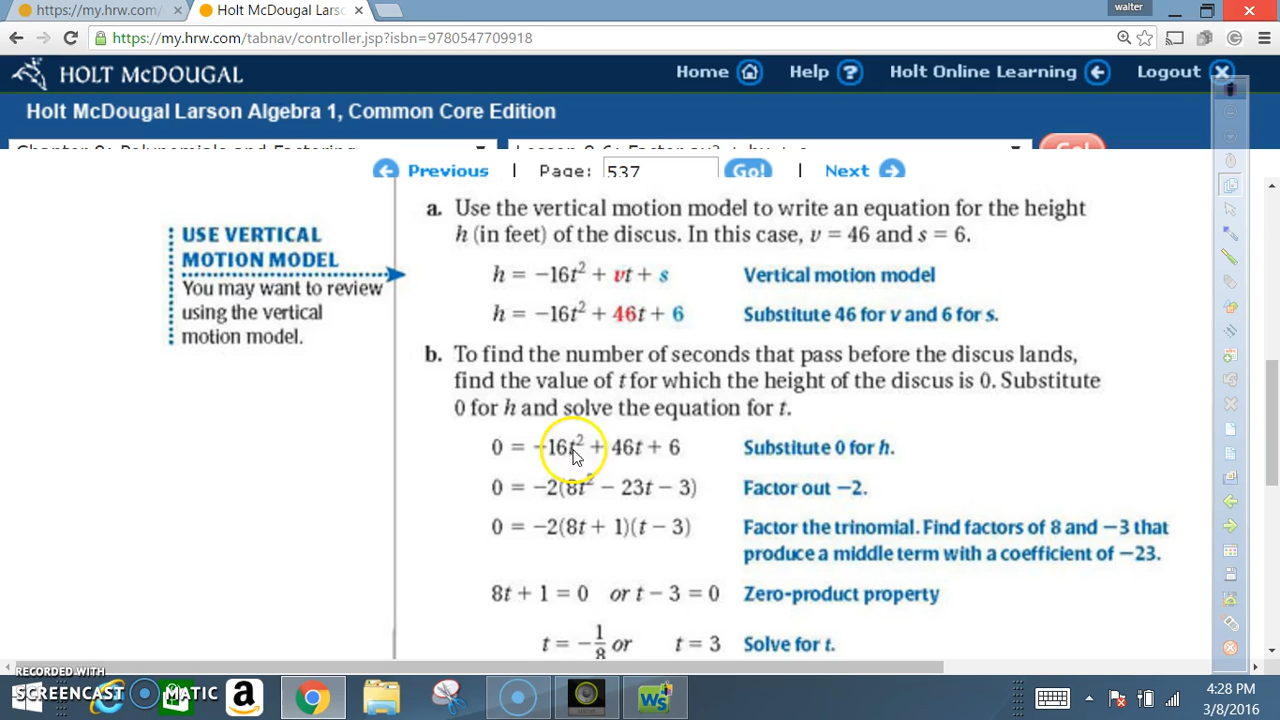 https://my.hrw.com/
Holt McDougal Lars
walter
https://my.hrw.com/tabnav/controller.jsp?isbn=9780547709918
HOLT McDOUGAL
Home
Help
Holt Online Learning
Logout
Holt McDougal Larson Algebra 1, Common Core Edition
Previous | Page: 537 Go! | Next
a. Use the vertical motion model to write an equation for the height
h (in feet) of the discus. In this case, v = 46 and s = 6.
USE VERTICAL
MOTION MODEL
You may want to review
using the vertical
motion model.
h = −16t² + vt + s Vertical motion model
h = −16t² + 46t + 6 Substitute 46 for v and 6 for s.
b. To find the number of seconds that pass before the discus lands,
find the value of t for which the height of the discus is 0. Substitute
0 for h and solve the equation for t.
0 = −16t² + 46t + 6 Substitute 0 for h.
0 = −2(8t² − 23t − 3) Factor out −2.
0 = −2(8t + 1)(t − 3) Factor the trinomial. Find factors of 8 and −3 that
produce a middle term with a coefficient of −23.
8t + 1 = 0 or t − 3 = 0 Zero-product property
t = −1/8 or t = 3 Solve for t.
RECORDED WITH
SCREENCAST MATIC
4:28 PM
3/8/2016